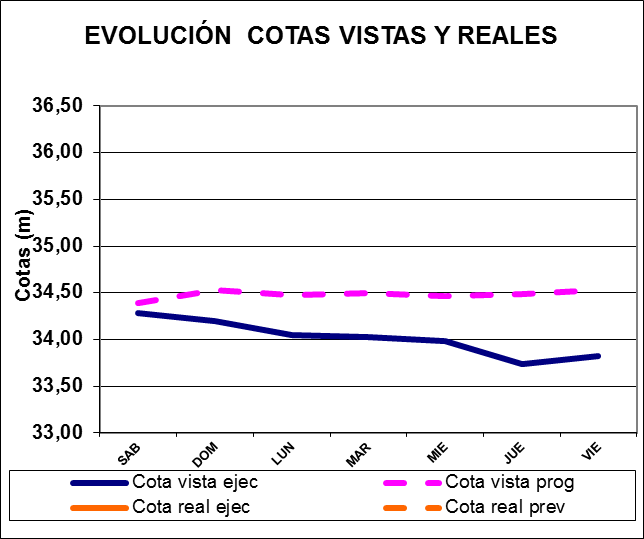 EVOLUCIÓN  COTAS VISTAS Y REALES
36,50
36,00
35,50
35,00
34,50
34,00
33,50
33,00
Cotas (m)
SAB DOM LUN MAR MIE JUE VIE
Cota vista ejec Cota vista prog
Cota real ejec Cota real prev